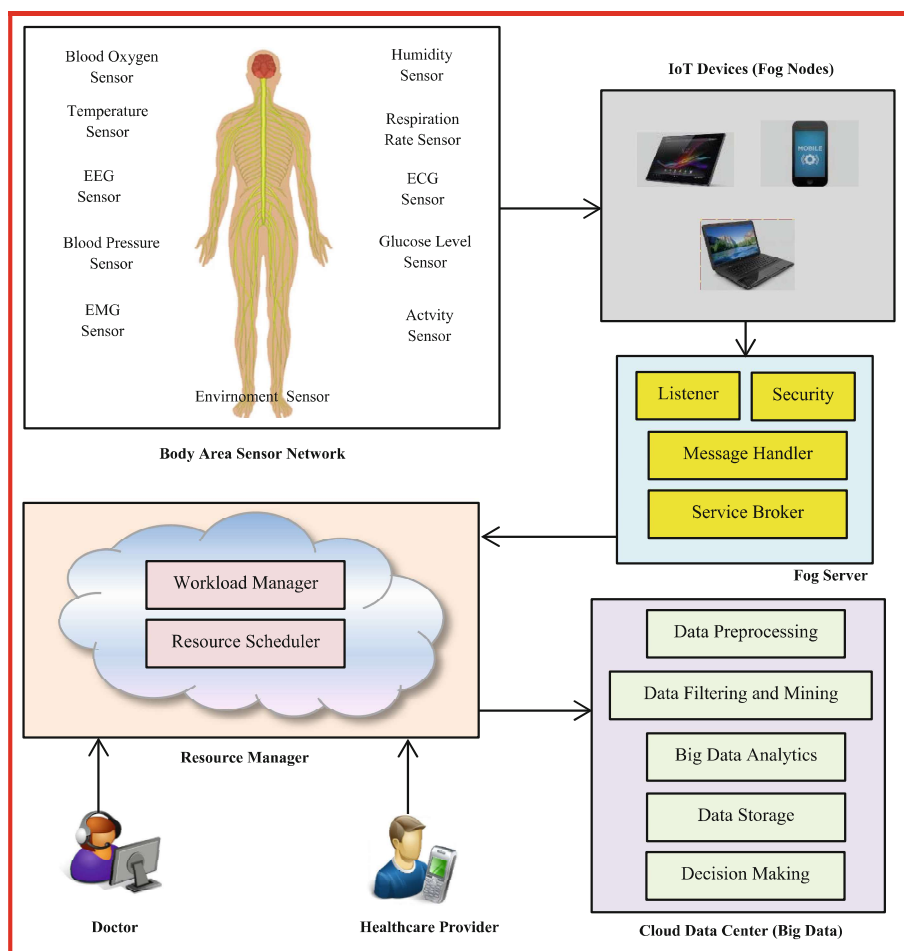 Blood Oxygen
Sensor
Temperature
Sensor
EEG
Sensor
Blood Pressure
Sensor
EMG
Sensor
Humidity
Sensor
Respiration
Rate Sensor
ECG
Sensor
Glucose Level
Sensor
Actvity
Sensor
Envirnoment Sensor
Body Area Sensor Network
IoT Devices (Fog Nodes)
MOBILE
Listener
Security
Message Handler
Service Broker
Fog Server
Workload Manager
Resource Scheduler
Resource Manager
Doctor
Healthcare Provider
Data Preprocessing
Data Filtering and Mining
Big Data Analytics
Data Storage
Decision Making
Cloud Data Center (Big Data)